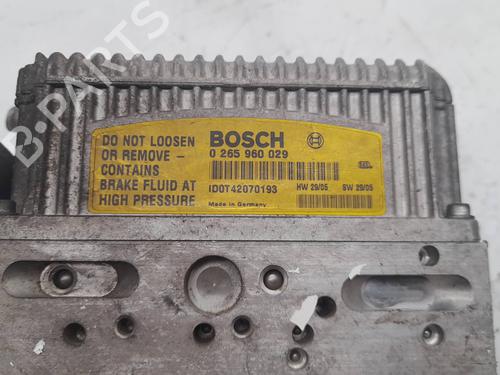 B-PARTS
DO NOT LOOSEN
OR REMOVE -
CONTAINS
BRAKE FLUID AT
HIGH PRESSURE
BOSCH
0 265 960 029
ID0T42070193
HW 29/05 SW 29/05
Made in Germany